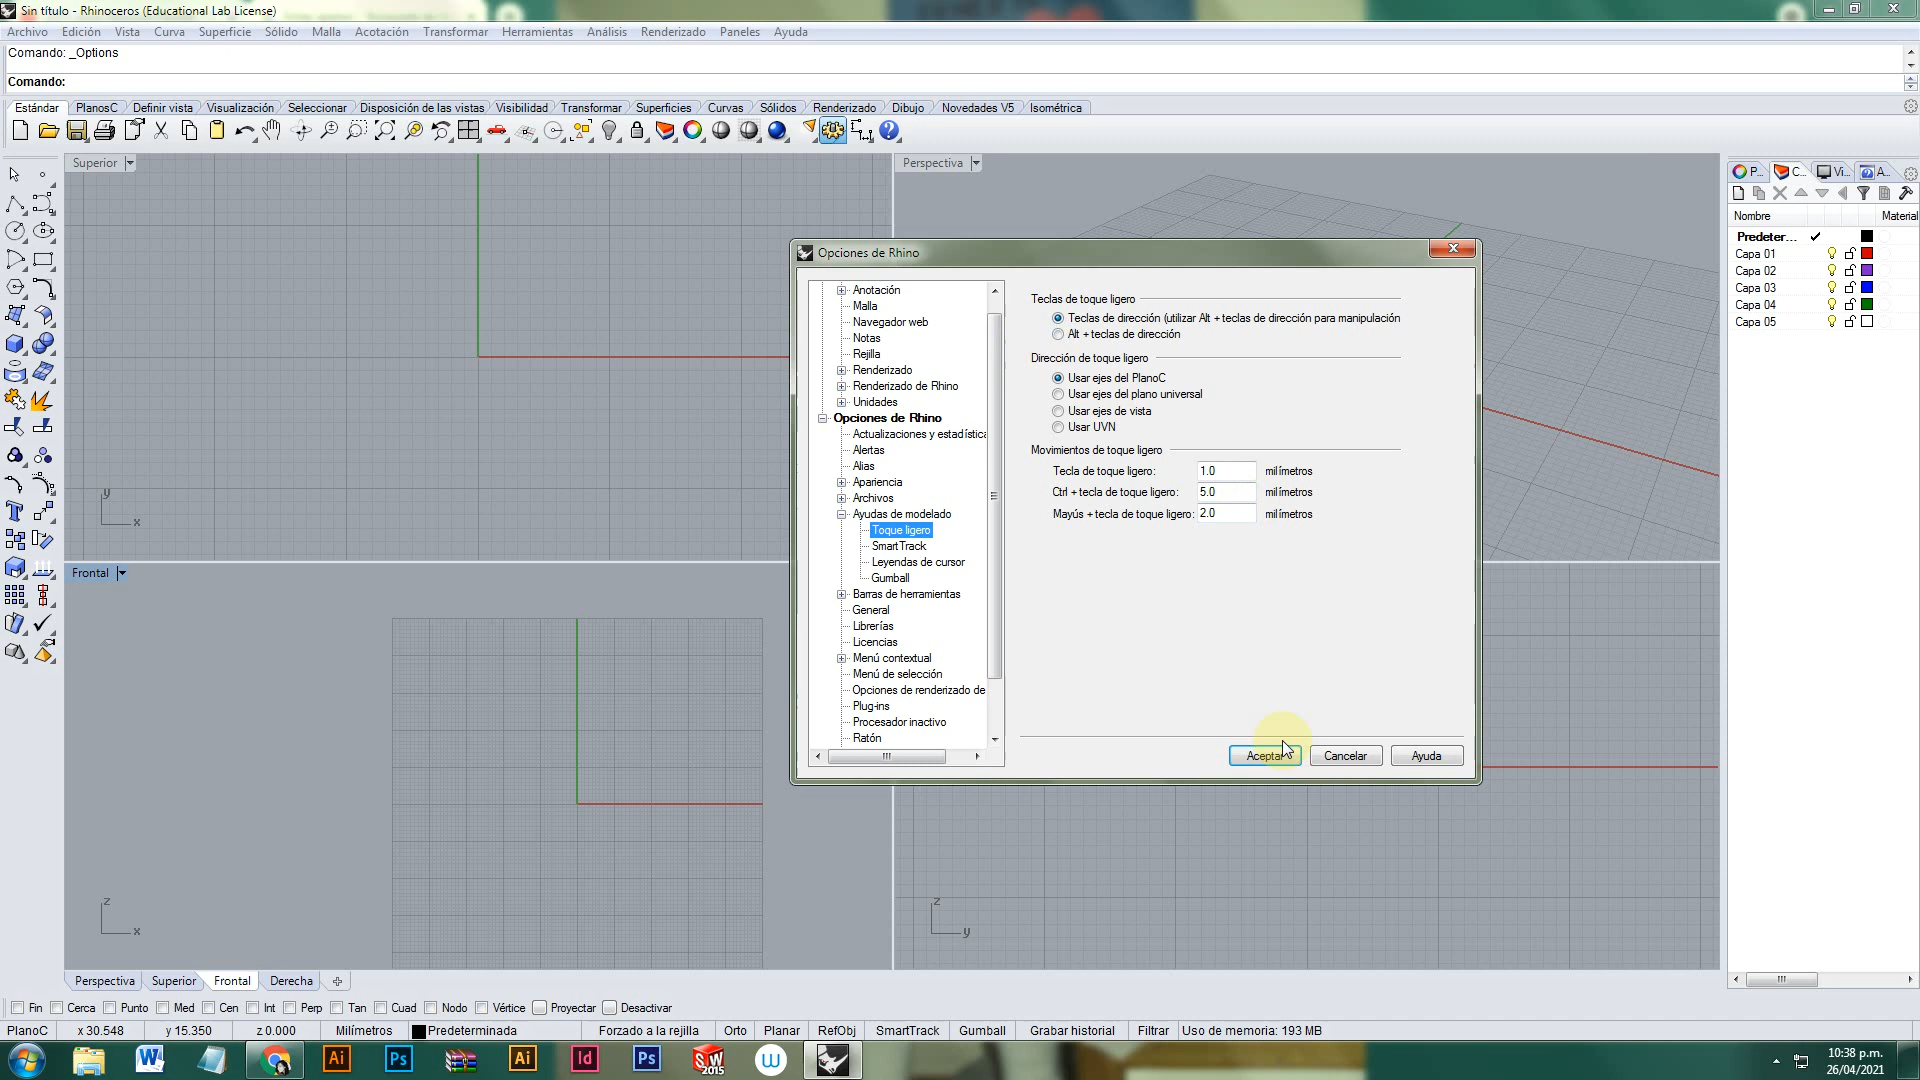 Sin título - Rhinoceros (Educational Lab License)
Archivo Edición Vista Curva Superficie Sólido Malla Acotación Transformar Herramientas Análisis Renderizado Paneles Ayuda
Comando: _Options
Comando:
Estándar PlanosC Definir vista Visualización Seleccionar Disposición de las vistas Visibilidad Transformar Superficies Curvas Sólidos Renderizado Dibujo Novedades V5 Isométrica
Superior
Perspectiva
P... C... Vi... A...
Nombre Material
Predeter...
Capa 01
Capa 02
Capa 03
Capa 04
Capa 05
y
x
Frontal
z
x
z
y
Opciones de Rhino
Anotación
Malla
Navegador web
Notas
Rejilla
Renderizado
Renderizado de Rhino
Unidades
Opciones de Rhino
Actualizaciones y estadística
Alertas
Alias
Apariencia
Archivos
Ayudas de modelado
Toque ligero
SmartTrack
Leyendas de cursor
Gumball
Barras de herramientas
General
Librerías
Licencias
Menú contextual
Menú de selección
Opciones de renderizado de
Plug-ins
Procesador inactivo
Ratón
Teclas de toque ligero
Teclas de dirección (utilizar Alt + teclas de dirección para manipulación
Alt + teclas de dirección
Dirección de toque ligero
Usar ejes del PlanoC
Usar ejes del plano universal
Usar ejes de vista
Usar UVN
Movimientos de toque ligero
Tecla de toque ligero: 1.0 milímetros
Ctrl + tecla de toque ligero: 5.0 milímetros
Mayús + tecla de toque ligero: 2.0 milímetros
Aceptar Cancelar Ayuda
Perspectiva Superior Frontal Derecha
Fin Cerca Punto Med Cen Int Perp Tan Cuad Nodo Vértice Proyectar Desactivar
PlanoC x 30.548 y 15.350 z 0.000 Milímetros Predeterminada Forzado a la rejilla Orto Planar RefObj SmartTrack Gumball Grabar historial Filtrar Uso de memoria: 193 MB
W Ai Ps Ai Id Ps SW 2015 W
10:38 p.m.
26/04/2021